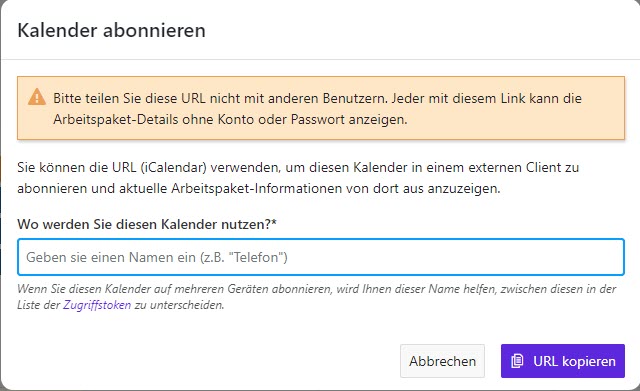 Kalender abonnieren
Bitte teilen Sie diese URL nicht mit anderen Benutzern. Jeder mit diesem Link kann die
Arbeitspaket-Details ohne Konto oder Passwort anzeigen.
Sie können die URL (iCalendar) verwenden, um diesen Kalender in einem externen Client zu
abonnieren und aktuelle Arbeitspaket-Informationen von dort aus anzuzeigen.
Wo werden Sie diesen Kalender nutzen?*
Geben sie einen Namen ein (z.B. "Telefon")
Wenn Sie diesen Kalender auf mehreren Geräten abonnieren, wird Ihnen dieser Name helfen, zwischen diesen in der
Liste der Zugriffstoken zu unterscheiden.
Abbrechen
URL kopieren